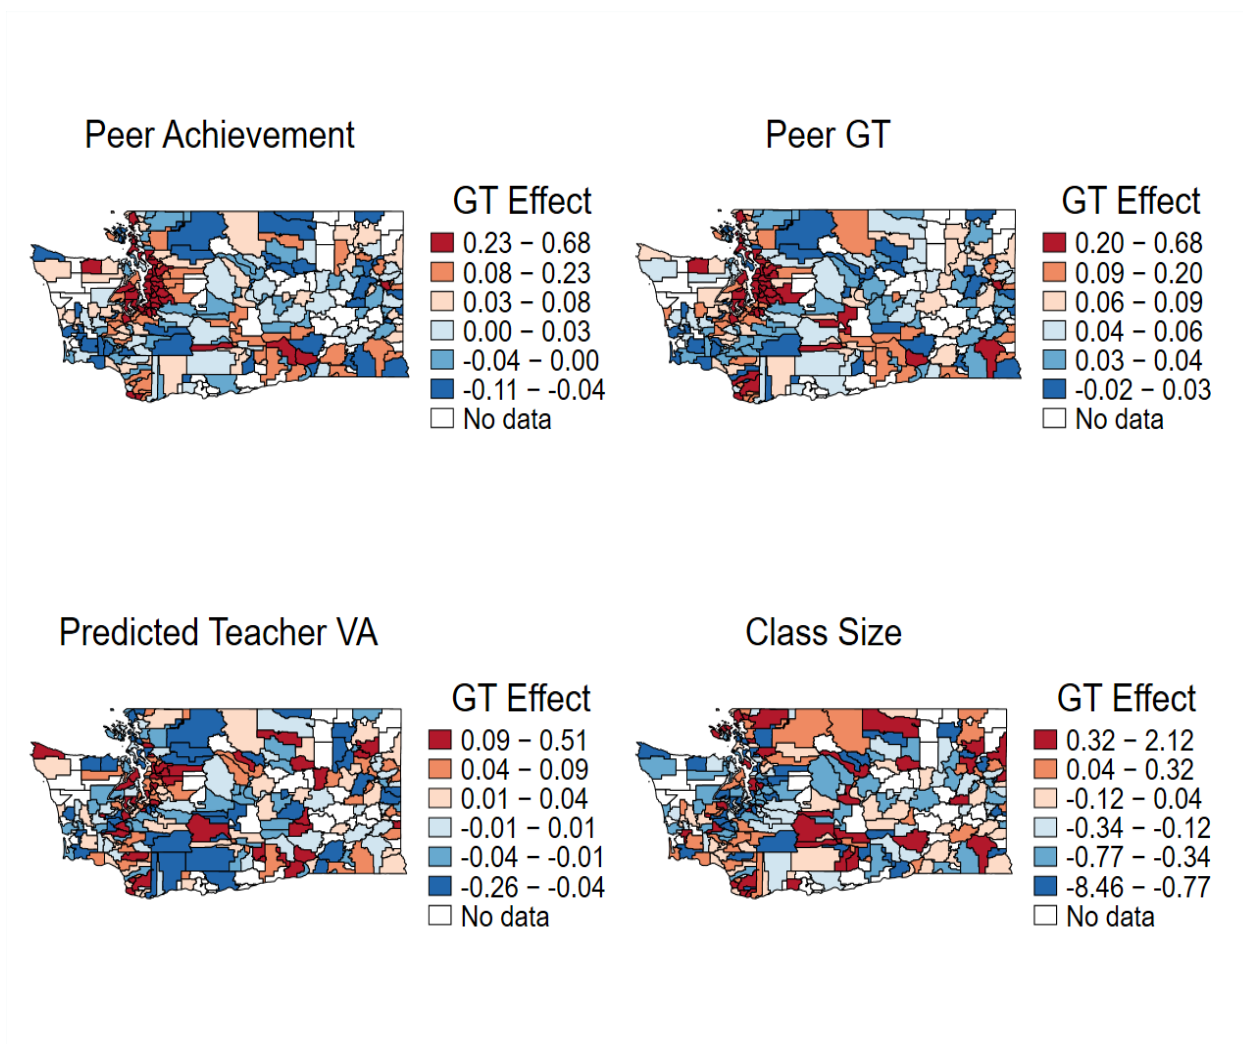 Peer Achievement
GT Effect
0.23 – 0.68
0.08 – 0.23
0.03 – 0.08
0.00 – 0.03
-0.04 – 0.00
-0.11 – -0.04
No data
Peer GT
GT Effect
0.20 – 0.68
0.09 – 0.20
0.06 – 0.09
0.04 – 0.06
0.03 – 0.04
-0.02 – 0.03
No data
Predicted Teacher VA
GT Effect
0.09 – 0.51
0.04 – 0.09
0.01 – 0.04
-0.01 – 0.01
-0.04 – -0.01
-0.26 – -0.04
No data
Class Size
GT Effect
0.32 – 2.12
0.04 – 0.32
-0.12 – 0.04
-0.34 – -0.12
-0.77 – -0.34
-8.46 – -0.77
No data